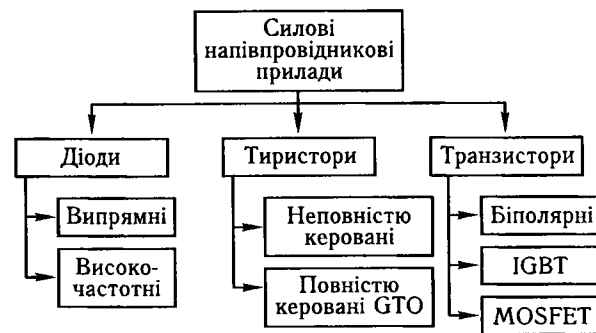 Силові
напівпровідникові
прилади
Діоди
Тиристори
Транзистори
Випрямні
Високо-
частотні
Неповністю
керовані
Повністю
керовані GTO
Біполярні
IGBT
MOSFET